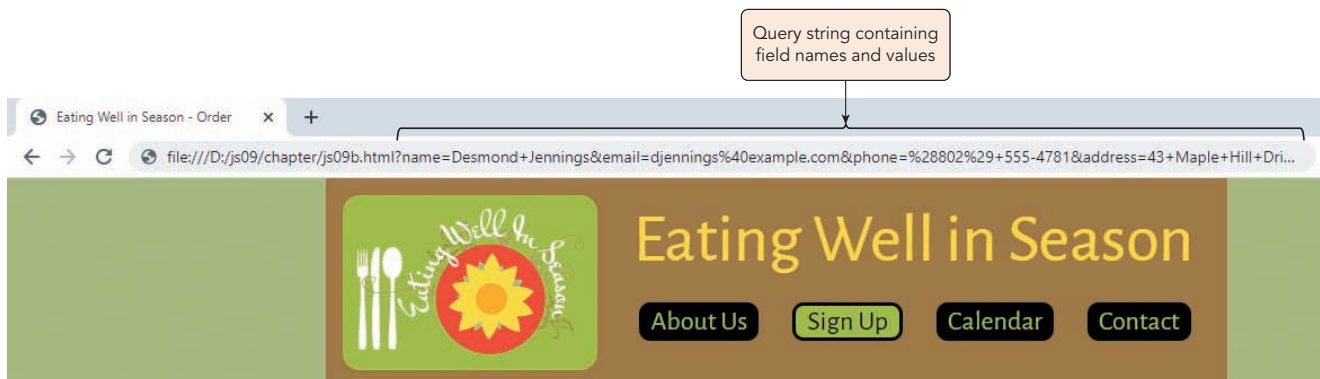 Query string containing
field names and values
Eating Well in Season - Order
file:///D:/js09/chapter/js09b.html?name=Desmond+Jennings&email=djennings%40example.com&phone=%28802%29+555-4781&address=43+Maple+Hill+Dri...
Eating Well In Season
Eating Well in Season
About Us Sign Up Calendar Contact